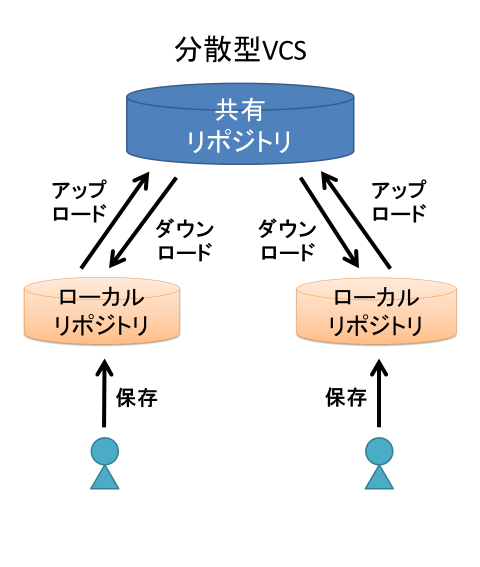 分散型VCS
共有
リポジトリ
アップ
ロード
ダウン
ロード
ダウン
ロード
アップ
ロード
ローカル
リポジトリ
ローカル
リポジトリ
保存
保存